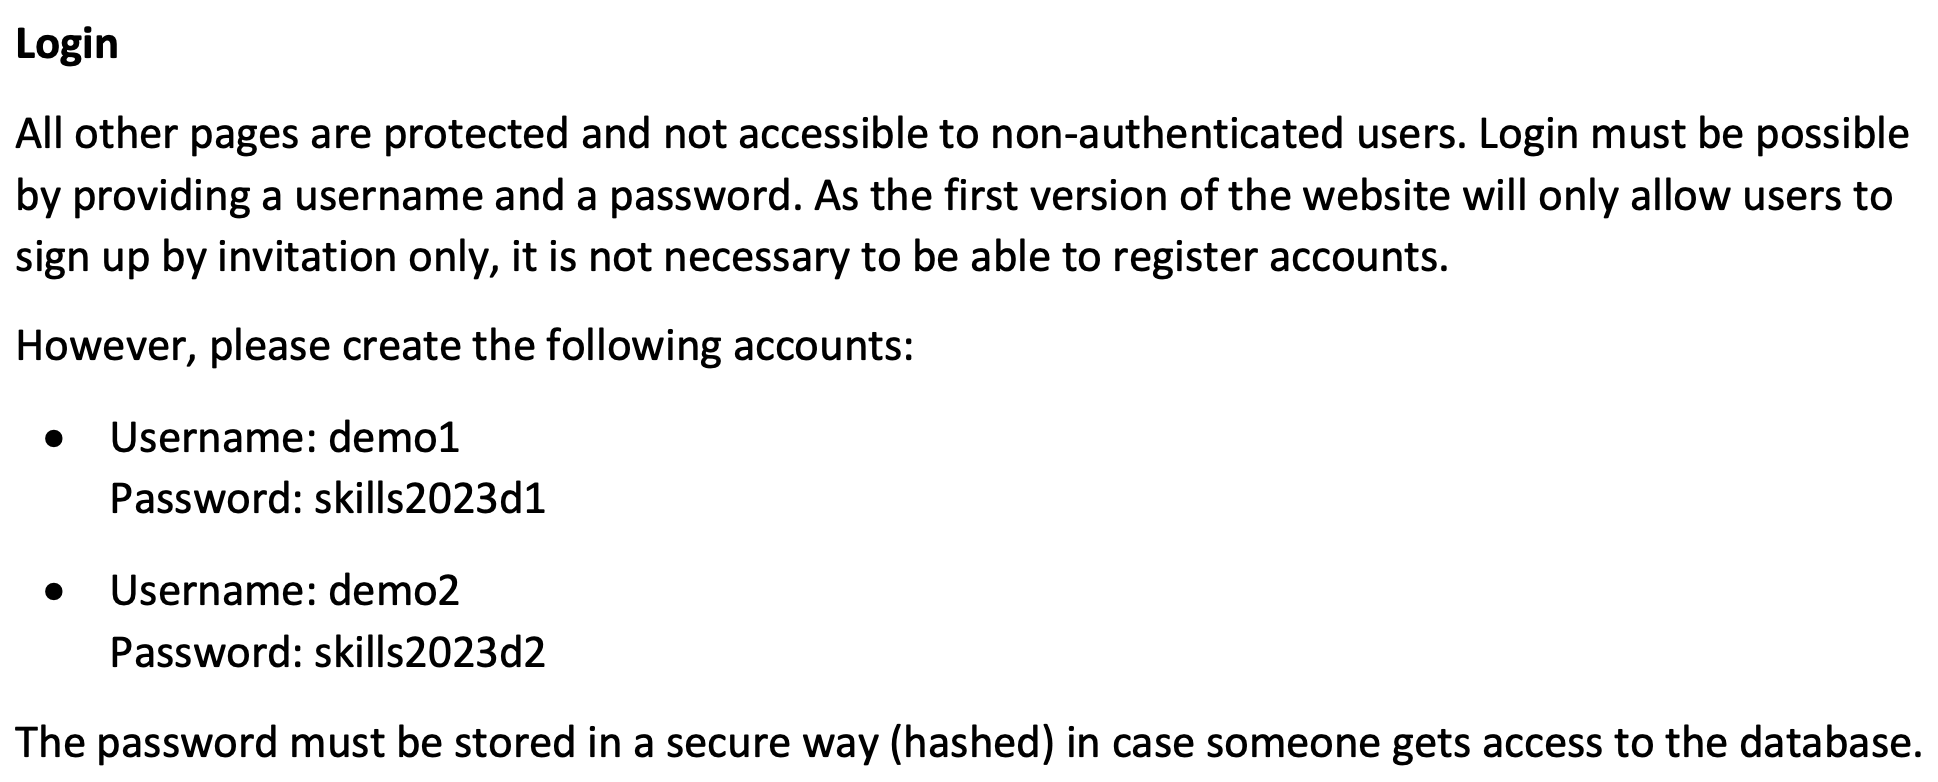 Login
All other pages are protected and not accessible to non-authenticated users. Login must be possible
by providing a username and a password. As the first version of the website will only allow users to
sign up by invitation only, it is not necessary to be able to register accounts.
However, please create the following accounts:
• Username: demo1
Password: skills2023d1
• Username: demo2
Password: skills2023d2
The password must be stored in a secure way (hashed) in case someone gets access to the database.